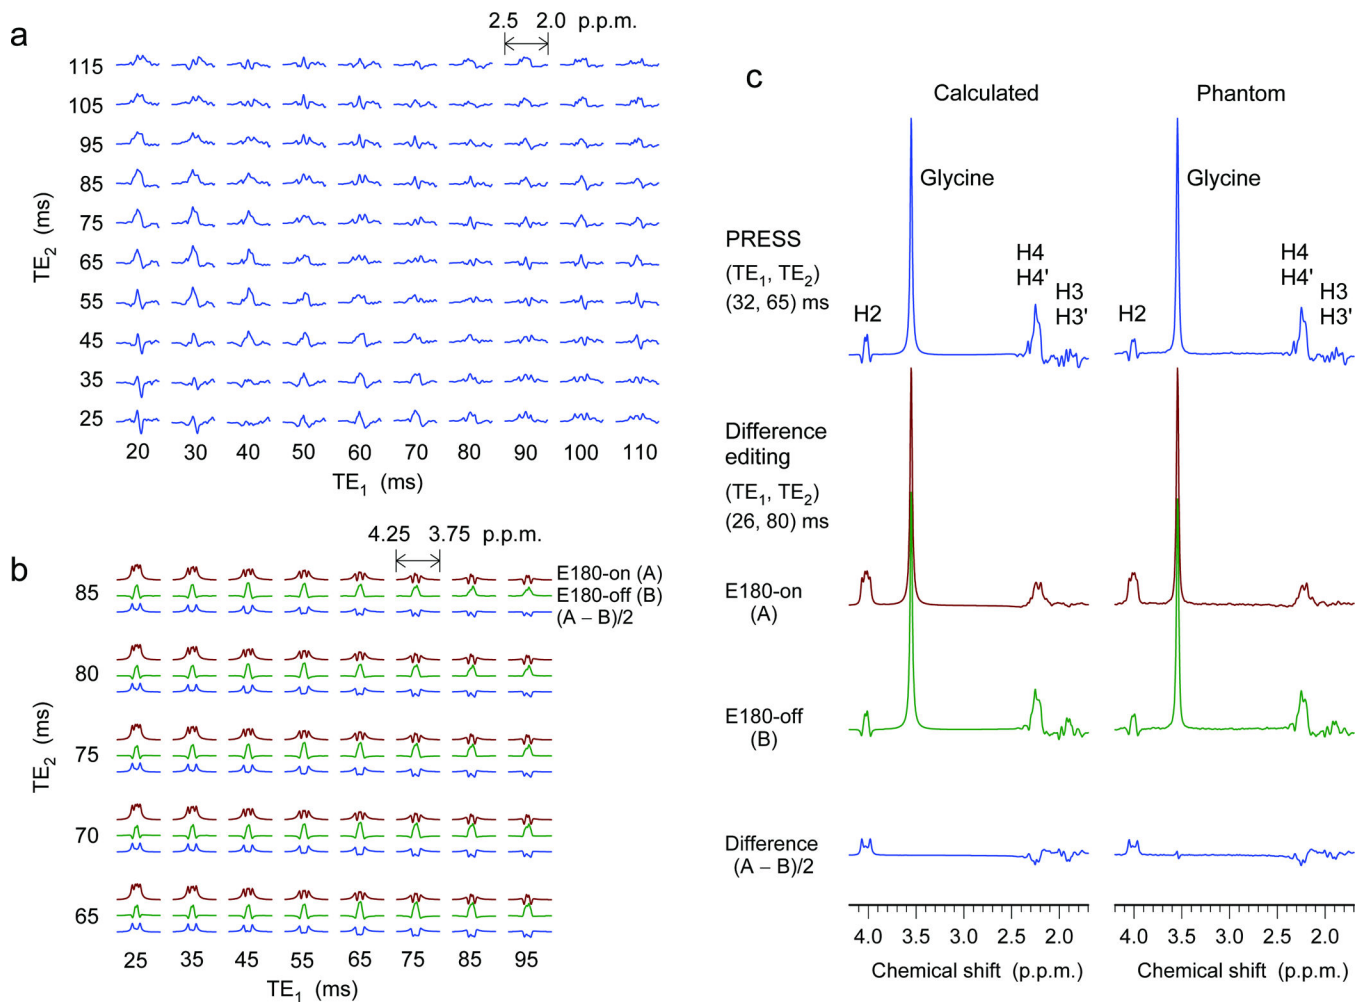 a
2.5 2.0 p.p.m.
115
105
95
85
75
65
55
45
35
25
TE2 (ms)
20 30 40 50 60 70 80 90 100 110
TE1 (ms)
b
4.25 3.75 p.p.m.
E180-on (A)
E180-off (B)
(A – B)/2
85
80
75
70
65
TE2 (ms)
25 35 45 55 65 75 85 95
TE1 (ms)
c
Calculated Phantom
Glycine Glycine
PRESS
(TE1, TE2)
(32, 65) ms
H2
H4
H4'
H3
H3'
H2
H4
H4'
H3
H3'
Difference
editing
(TE1, TE2)
(26, 80) ms
E180-on
(A)
E180-off
(B)
Difference
(A – B)/2
4.0 3.5 3.0 2.5 2.0 4.0 3.5 3.0 2.5 2.0
Chemical shift (p.p.m.) Chemical shift (p.p.m.)